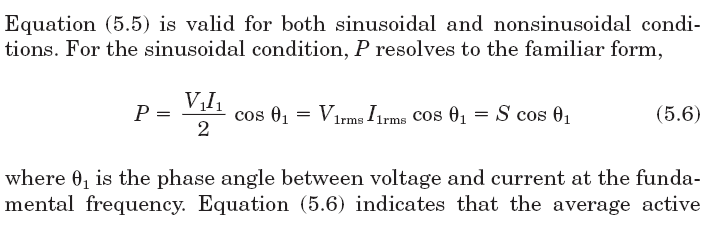 Equation (5.5) is valid for both sinusoidal and nonsinusoidal condi-
tions. For the sinusoidal condition, P resolves to the familiar form,
P = V₁I₁/2 cos θ₁ = V₁rms I₁rms cos θ₁ = S cos θ₁ (5.6)
where θ₁ is the phase angle between voltage and current at the funda-
mental frequency. Equation (5.6) indicates that the average active